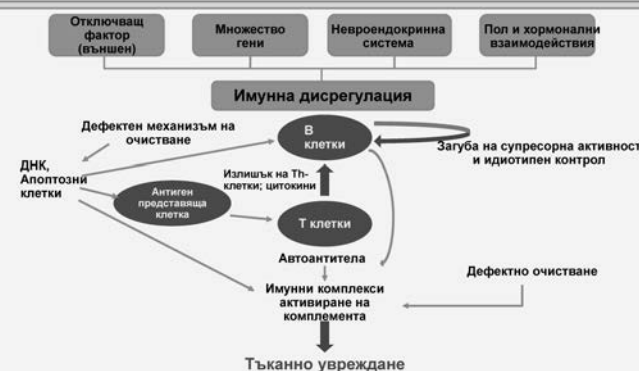 Отключващ
фактор
(външен)
Множество
гени
Невроендокринна
система
Пол и хормонални
взаимодействия
Имунна дисрегулация
Дефектен механизъм на
очистване
В
клетки
Загуба на супресорна активност
и идиотипен контрол
ДНК,
Апоптозни
клетки
Излишък на Th-
клетки; цитокини
Антиген
представяща
клетка
Т клетки
Автоантитела
Дефектно очистване
Имунни комплекси
активиране на
комплемента
Тъканно увреждане